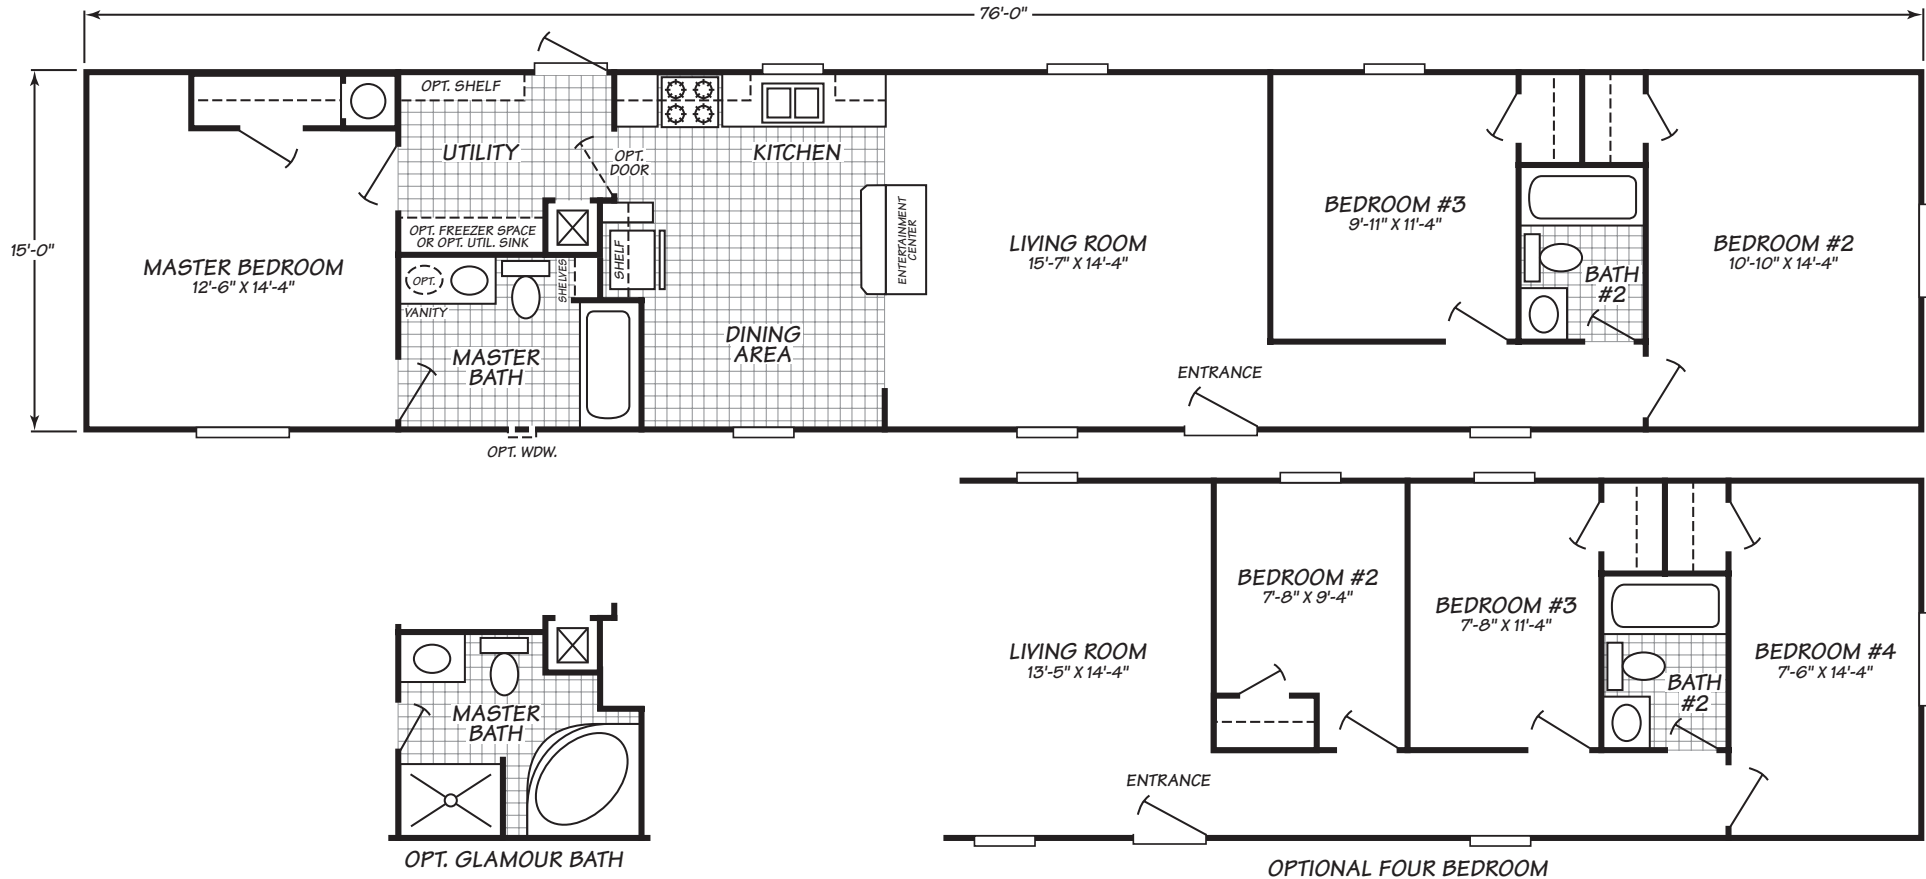 76'-0"
15'-0"
OPT. SHELF
UTILITY
OPT.
DOOR
KITCHEN
OPT. FREEZER SPACE
OR OPT. UTIL. SINK
MASTER BEDROOM
12'-6" X 14'-4"
OPT.
VANITY
SHELVES
SHELF
MASTER
BATH
DINING
AREA
ENTERTAINMENT
CENTER
LIVING ROOM
15'-7" X 14'-4"
BEDROOM #3
9'-11" X 11'-4"
BATH
#2
BEDROOM #2
10'-10" X 14'-4"
ENTRANCE
OPT. WDW.
MASTER
BATH
OPT. GLAMOUR BATH
LIVING ROOM
13'-5" X 14'-4"
BEDROOM #2
7'-8" X 9'-4"
BEDROOM #3
7'-8" X 11'-4"
BATH
#2
BEDROOM #4
7'-6" X 14'-4"
ENTRANCE
OPTIONAL FOUR BEDROOM